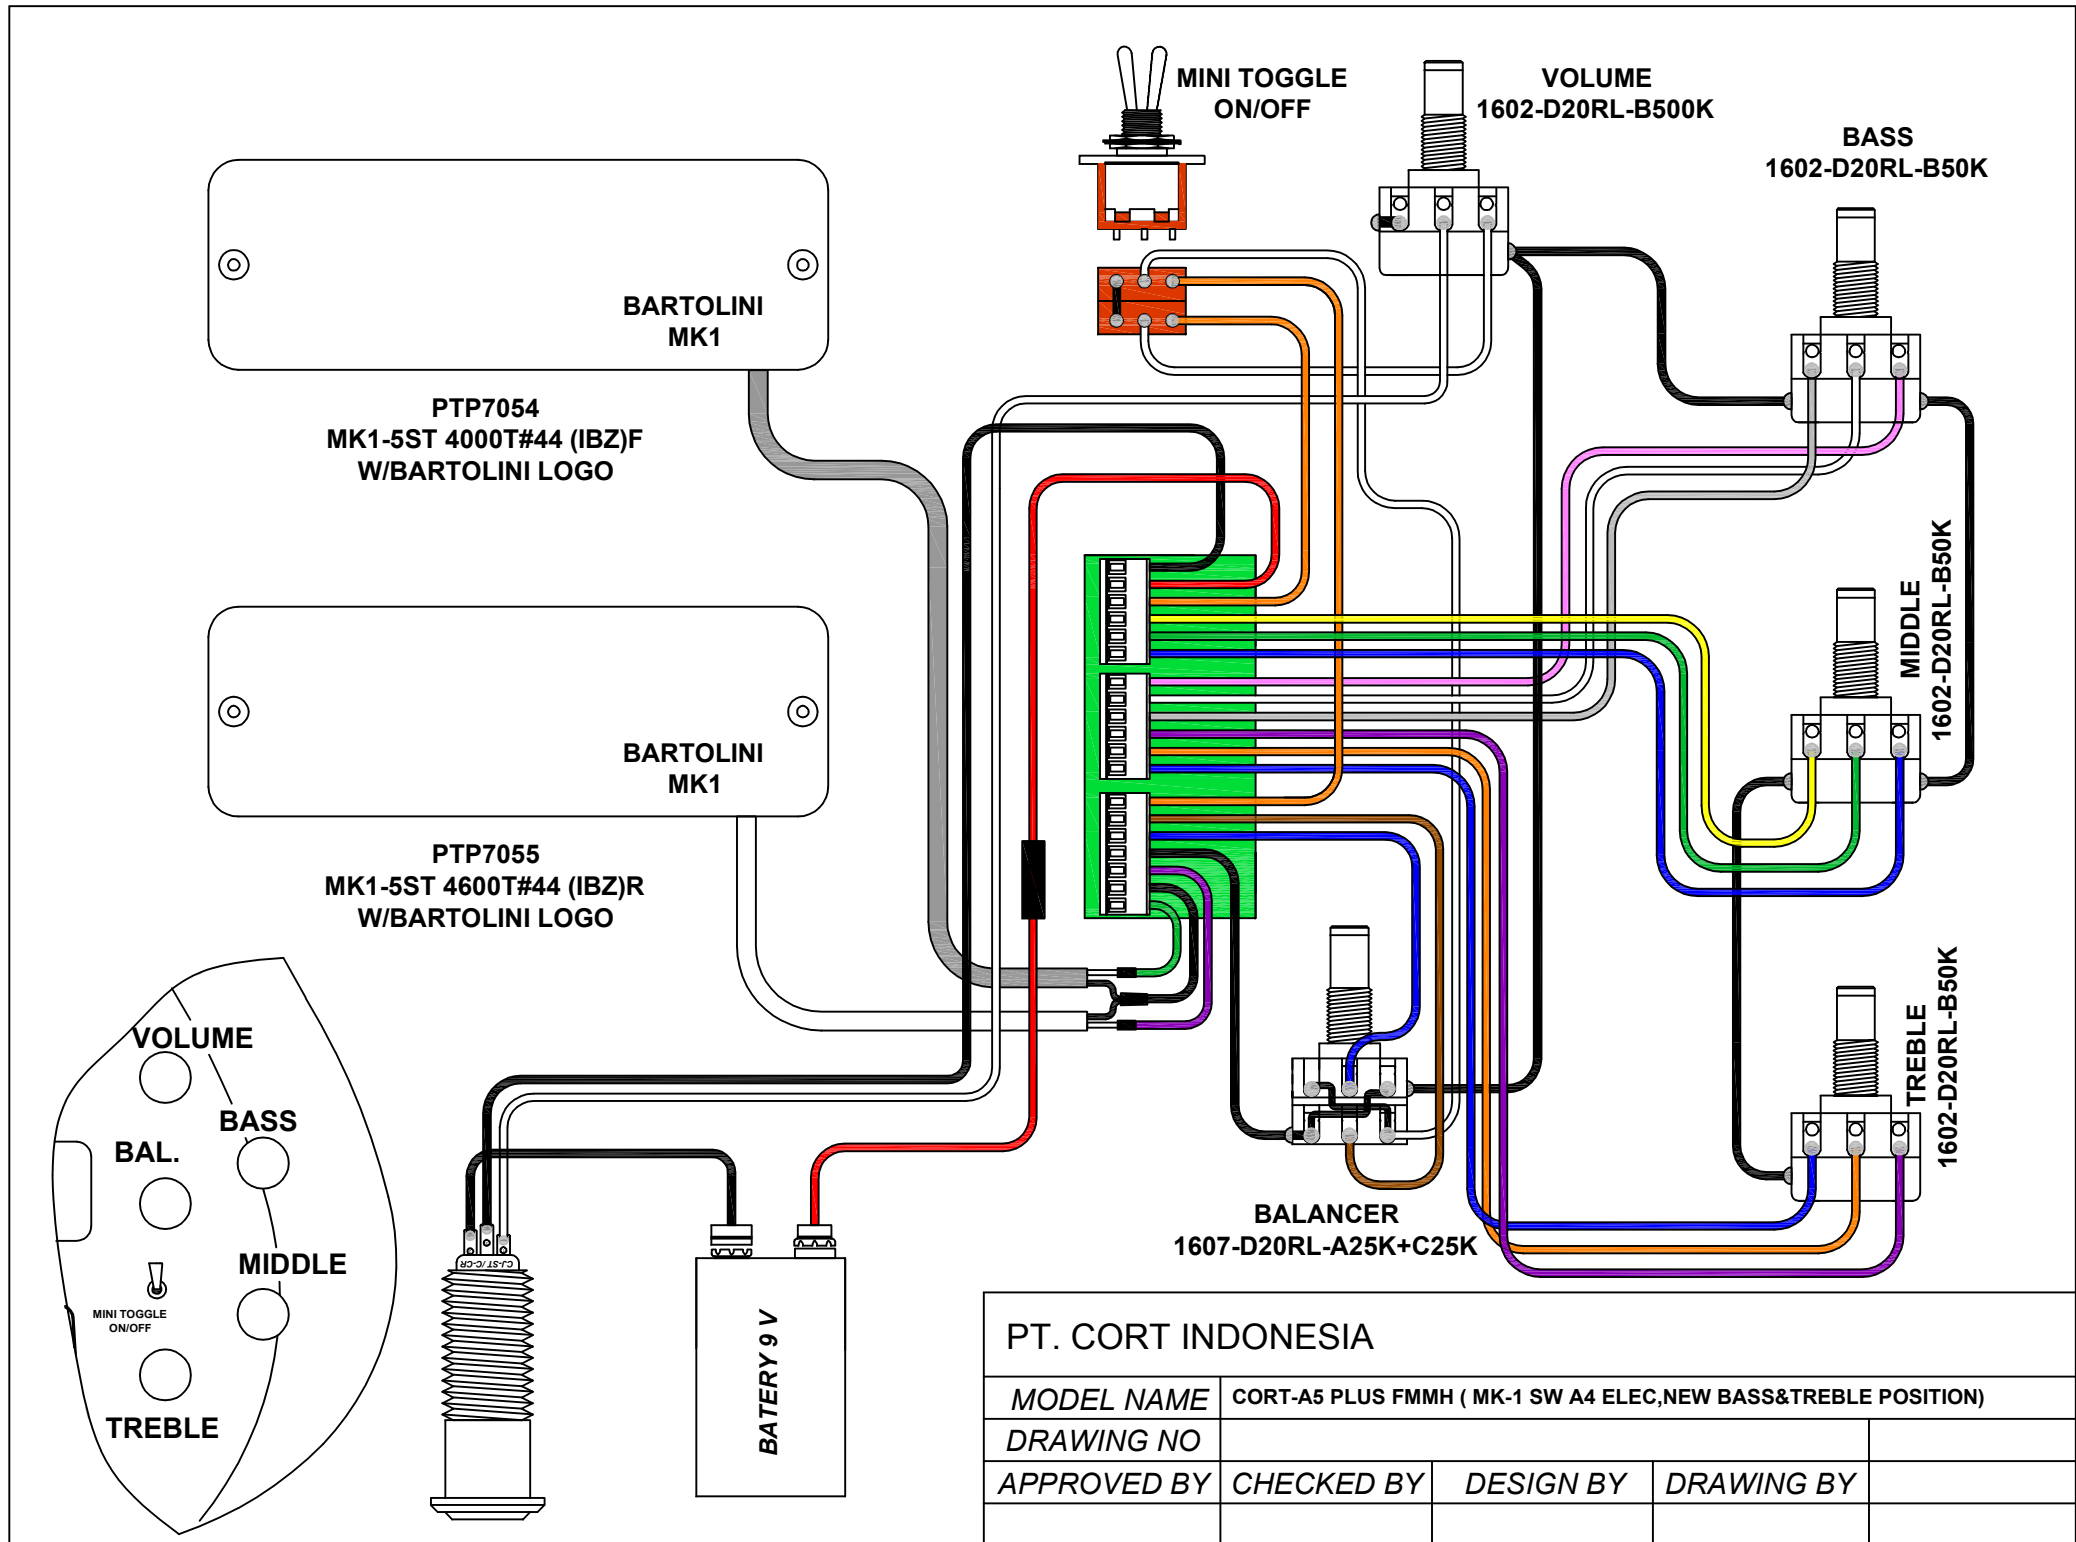 MINI TOGGLE
ON/OFF
VOLUME
1602-D20RL-B500K
BASS
1602-D20RL-B50K
BARTOLINI
MK1
PTP7054
MK1-5ST 4000T#44 (IBZ)F
W/BARTOLINI LOGO
MIDDLE
1602-D20RL-B50K
BARTOLINI
MK1
PTP7055
MK1-5ST 4600T#44 (IBZ)R
W/BARTOLINI LOGO
TREBLE
1602-D20RL-B50K
VOLUME
BASS
BAL.
MIDDLE
MINI TOGGLE
ON/OFF
TREBLE
CJ-ST/C-CR
BATERY 9 V
BALANCER
1607-D20RL-A25K+C25K
PT. CORT INDONESIA
MODEL NAME CORT-A5 PLUS FMMH ( MK-1 SW A4 ELEC,NEW BASS&TREBLE POSITION)
DRAWING NO
APPROVED BY CHECKED BY DESIGN BY DRAWING BY